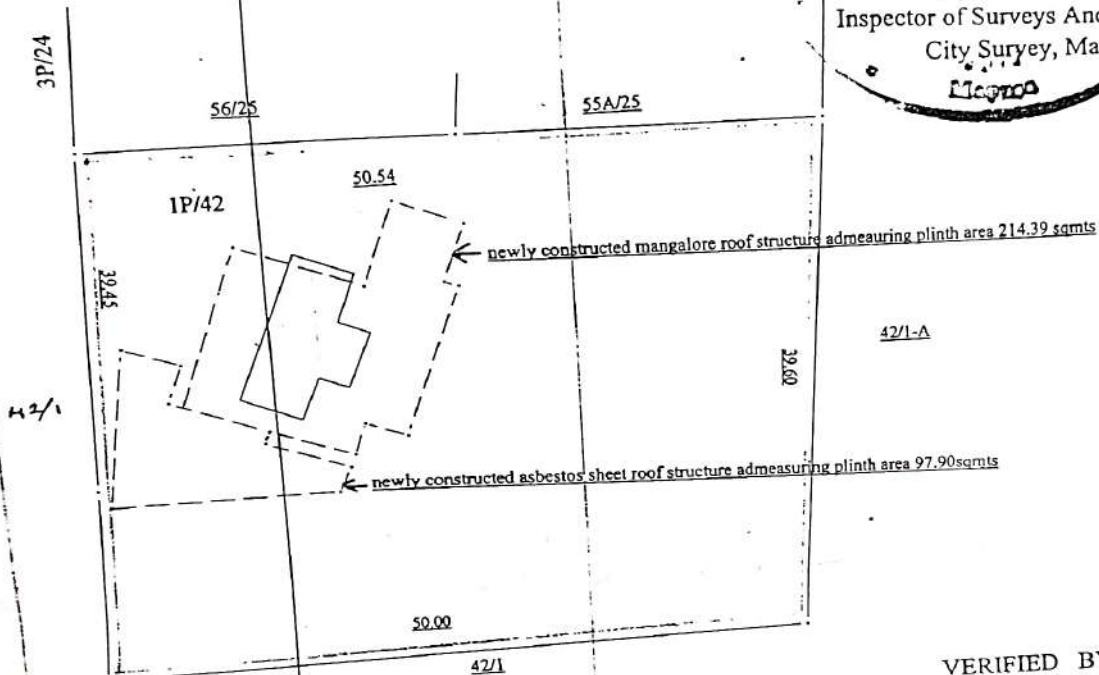 Inspector of Surveys And
City Survey, Ma
3P/24
56/25
55A/25
50.54
1P/42
newly constructed mangalore roof structure admeauring plinth area 214.39 sqmts
39.45
42/1-A
39.60
42/1
newly constructed asbestos sheet roof structure admeasuring plinth area 97.90sqmts
50.00
42/1
VERIFIED BY